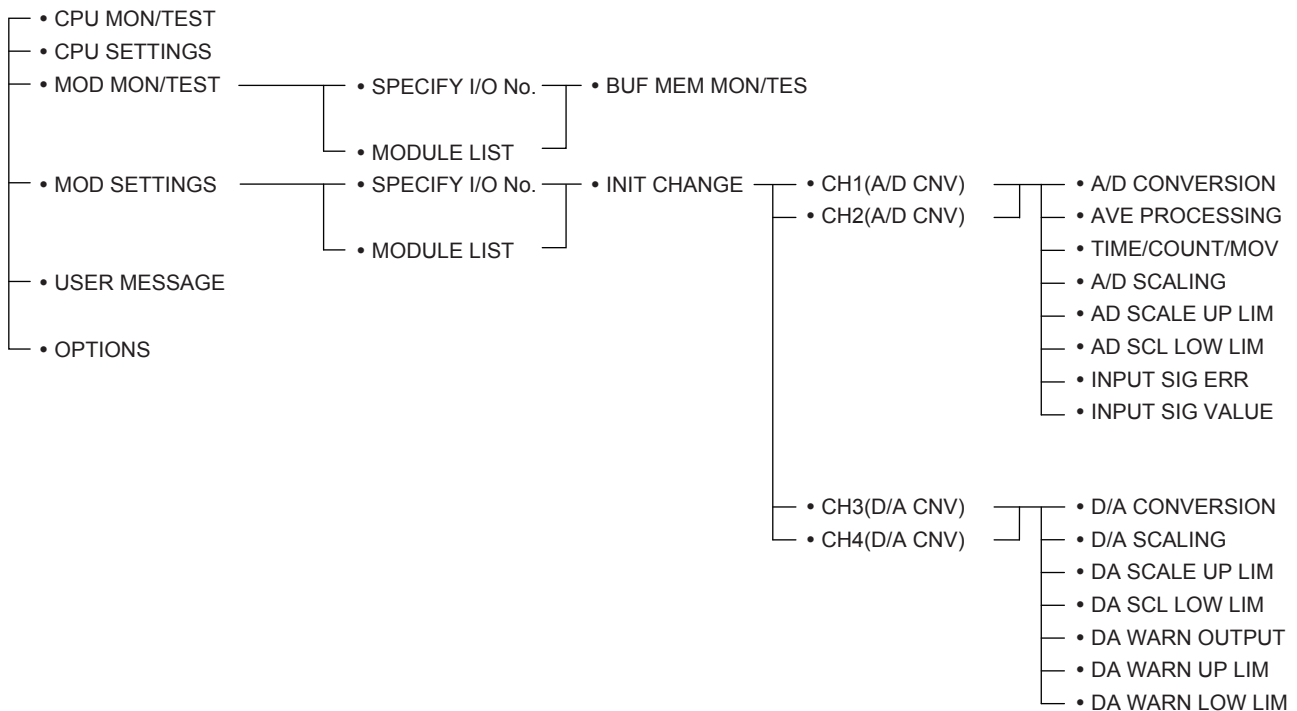 • CPU MON/TEST
• CPU SETTINGS
• MOD MON/TEST
• SPECIFY I/O No.
• BUF MEM MON/TES
• MODULE LIST
• MOD SETTINGS
• SPECIFY I/O No.
• INIT CHANGE
• MODULE LIST
• CH1(A/D CNV)
• CH2(A/D CNV)
• A/D CONVERSION
• AVE PROCESSING
• TIME/COUNT/MOV
• A/D SCALING
• AD SCALE UP LIM
• AD SCL LOW LIM
• INPUT SIG ERR
• INPUT SIG VALUE
• CH3(D/A CNV)
• CH4(D/A CNV)
• D/A CONVERSION
• D/A SCALING
• DA SCALE UP LIM
• DA SCL LOW LIM
• DA WARN OUTPUT
• DA WARN UP LIM
• DA WARN LOW LIM
• USER MESSAGE
• OPTIONS